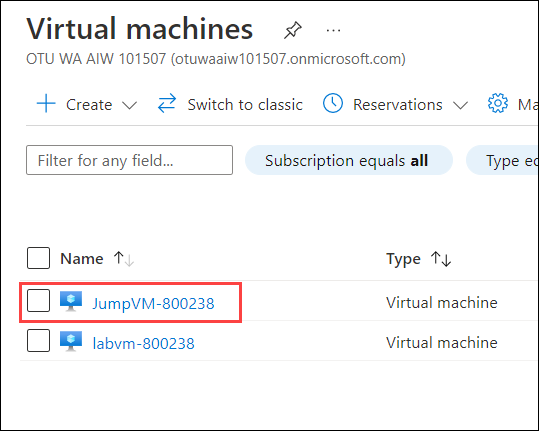 Virtual machines
OTU WA AIW 101507 (otuwaaiw101507.onmicrosoft.com)
Create Switch to classic Reservations Ma
Filter for any field... Subscription equals all Type eq
Name Type
JumpVM-800238 Virtual machine
labvm-800238 Virtual machine